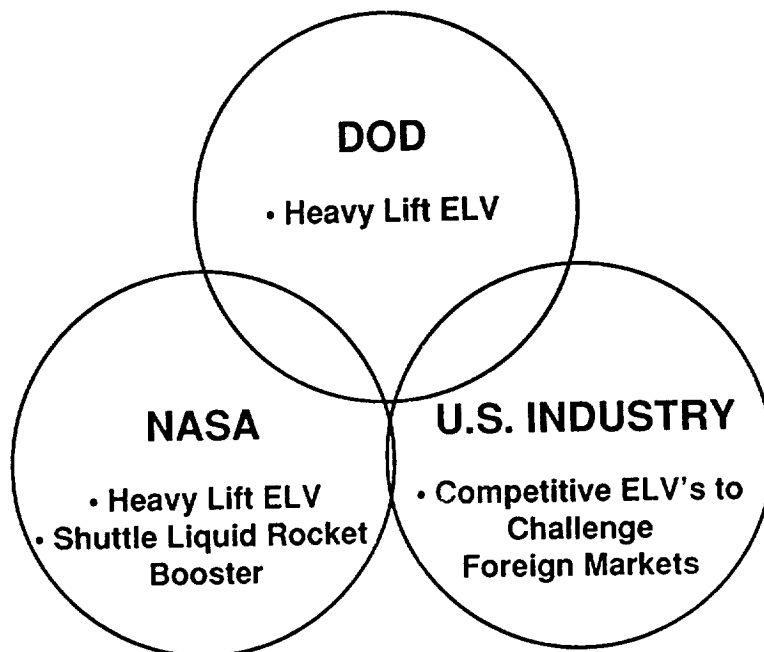 DOD
• Heavy Lift ELV
NASA
• Heavy Lift ELV
• Shuttle Liquid Rocket
Booster
U.S. INDUSTRY
• Competitive ELV's to
Challenge
Foreign Markets